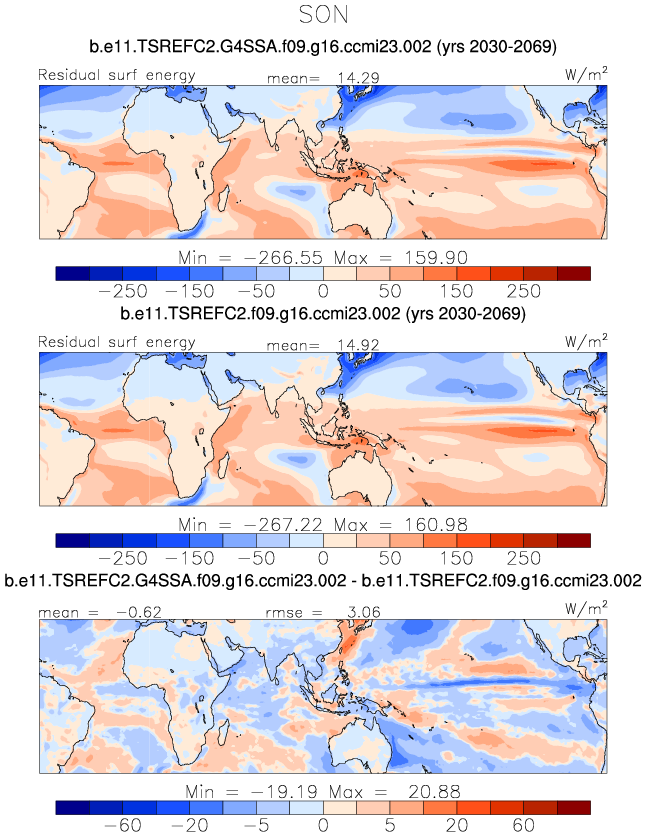 SON
b.e11.TSREFC2.G4SSA.f09.g16.ccmi23.002 (yrs 2030-2069)
Residual surf energy mean= 14.29 W/m²
Min = −266.55 Max = 159.90
−250 −150 −50 0 50 150 250
b.e11.TSREFC2.f09.g16.ccmi23.002 (yrs 2030-2069)
Residual surf energy mean= 14.92 W/m²
Min = −267.22 Max = 160.98
−250 −150 −50 0 50 150 250
b.e11.TSREFC2.G4SSA.f09.g16.ccmi23.002 - b.e11.TSREFC2.f09.g16.ccmi23.002
mean = −0.62 rmse = 3.06 W/m²
Min = −19.19 Max = 20.88
−60 −20 −5 0 5 20 60